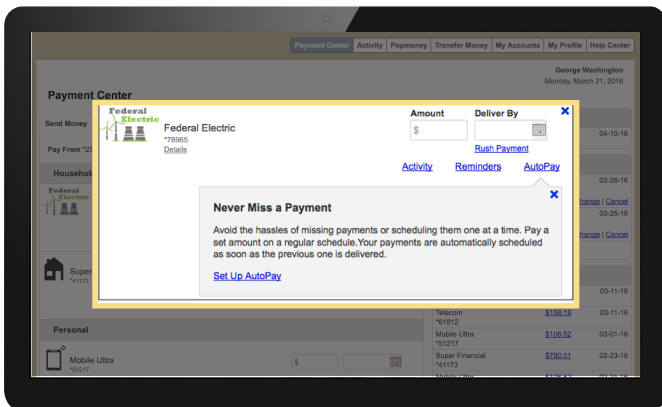 Payment Center Activity Popmoney Transfer Money My Accounts My Profile Help Center
George Washington
Monday, March 21, 2016
Payment Center
Send Money
Pay From *23
Household
Federal
Electric
Federal
Electric
Federal Electric
*78965
Details
Amount Deliver By
$
Rush Payment
Activity Reminders AutoPay
Never Miss a Payment
Avoid the hassles of missing payments or scheduling them one at a time. Pay a
set amount on a regular schedule.Your payments are automatically scheduled
as soon as the previous one is delivered.
Set Up AutoPay
04-10-16
03-26-16
| Cancel
03-25-16
| Cancel
Super
*41173
03-11-16
Telecom $158.19 03-11-16
*61812
Mobile Ultra $106.52 03-01-16
*51217
Super Financial $790.01 02-23-16
*41173
Personal
Mobile Ultra
*51217
$